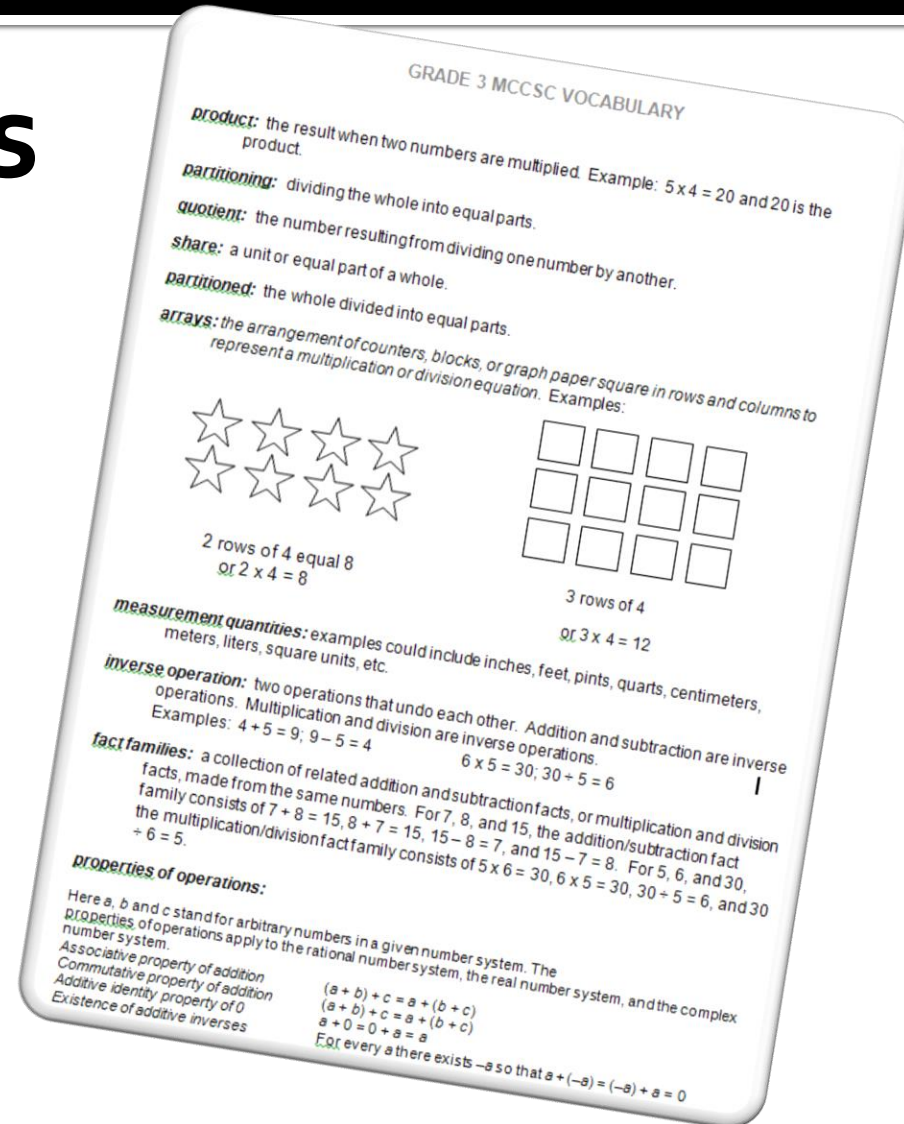 S
GRADE 3 MCCSC VOCABULARY
product: the result when two numbers are multiplied. Example: 5 x 4 = 20 and 20 is the
product.
partitioning: dividing the whole into equal parts.
quotient: the number resulting from dividing one number by another.
share: a unit or equal part of a whole.
partitioned: the whole divided into equal parts.
arrays: the arrangement of counters, blocks, or graph paper square in rows and columns to
represent a multiplication or division equation. Examples:
2 rows of 4 equal 8
or 2 x 4 = 8
3 rows of 4
or 3 x 4 = 12
measurement quantities: examples could include inches, feet, pints, quarts, centimeters,
meters, liters, square units, etc.
inverse operation: two operations that undo each other. Addition and subtraction are inverse
operations. Multiplication and division are inverse operations.
Examples: 4 + 5 = 9; 9 – 5 = 4 6 x 5 = 30; 30 ÷ 5 = 6
fact families: a collection of related addition and subtraction facts, or multiplication and division
facts, made from the same numbers. For 7, 8, and 15, the addition/subtraction fact
family consists of 7 + 8 = 15, 8 + 7 = 15, 15 – 8 = 7, and 15 – 7 = 8. For 5, 6, and 30,
the multiplication/division fact family consists of 5 x 6 = 30, 6 x 5 = 30, 30 ÷ 5 = 6, and 30
÷ 6 = 5.
properties of operations:
Here a, b and c stand for arbitrary numbers in a given number system. The
properties of operations apply to the rational number system, the real number system, and the complex
number system.
Associative property of addition (a + b) + c = a + (b + c)
Commutative property of addition (a + b) + c = a + (b + c)
Additive identity property of 0 a + 0 = 0 + a = a
Existence of additive inverses For every a there exists –a so that a + (–a) = (–a) + a = 0